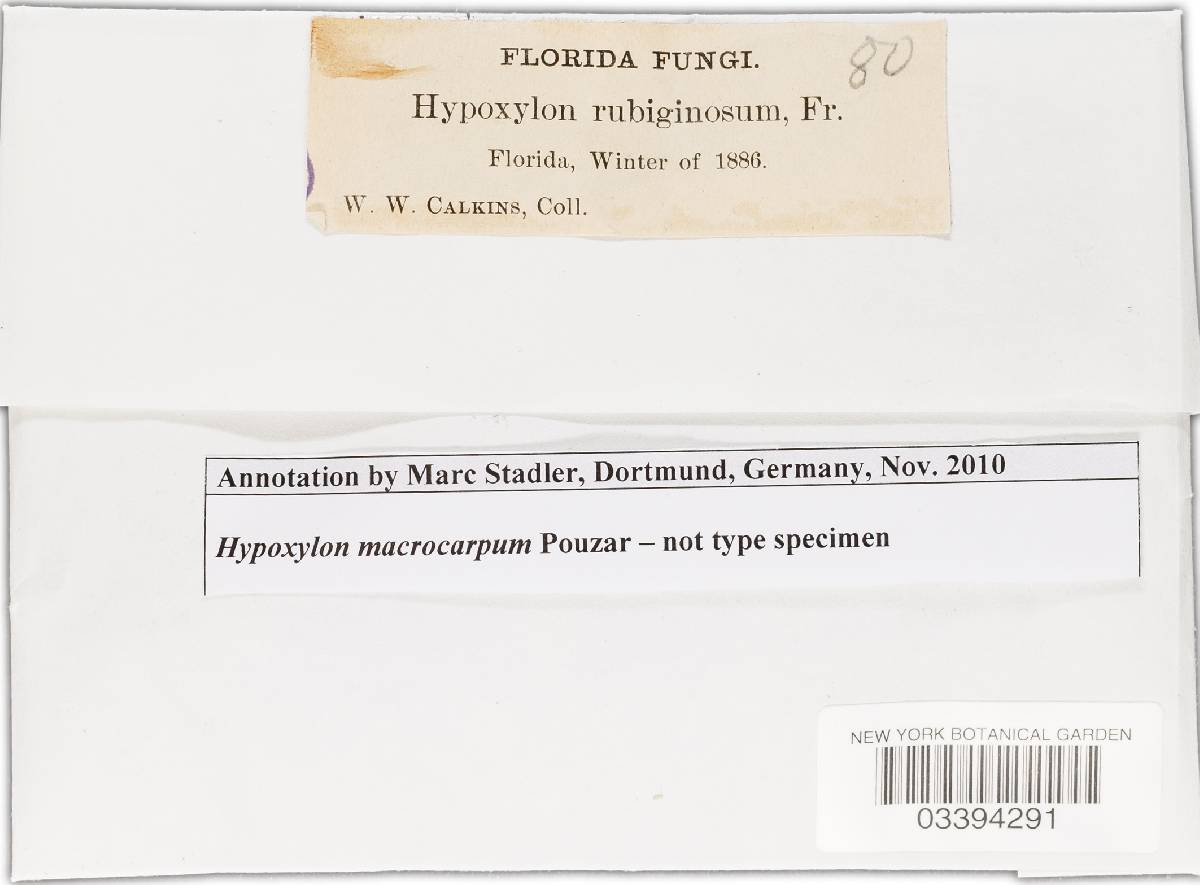 FLORIDA FUNGI.
80
Hypoxylon rubiginosum, Fr.
Florida, Winter of 1886.
W. W. CALKINS, Coll.
Annotation by Marc Stadler, Dortmund, Germany, Nov. 2010
Hypoxylon macrocarpum Pouzar – not type specimen
NEW YORK BOTANICAL GARDEN
03394291